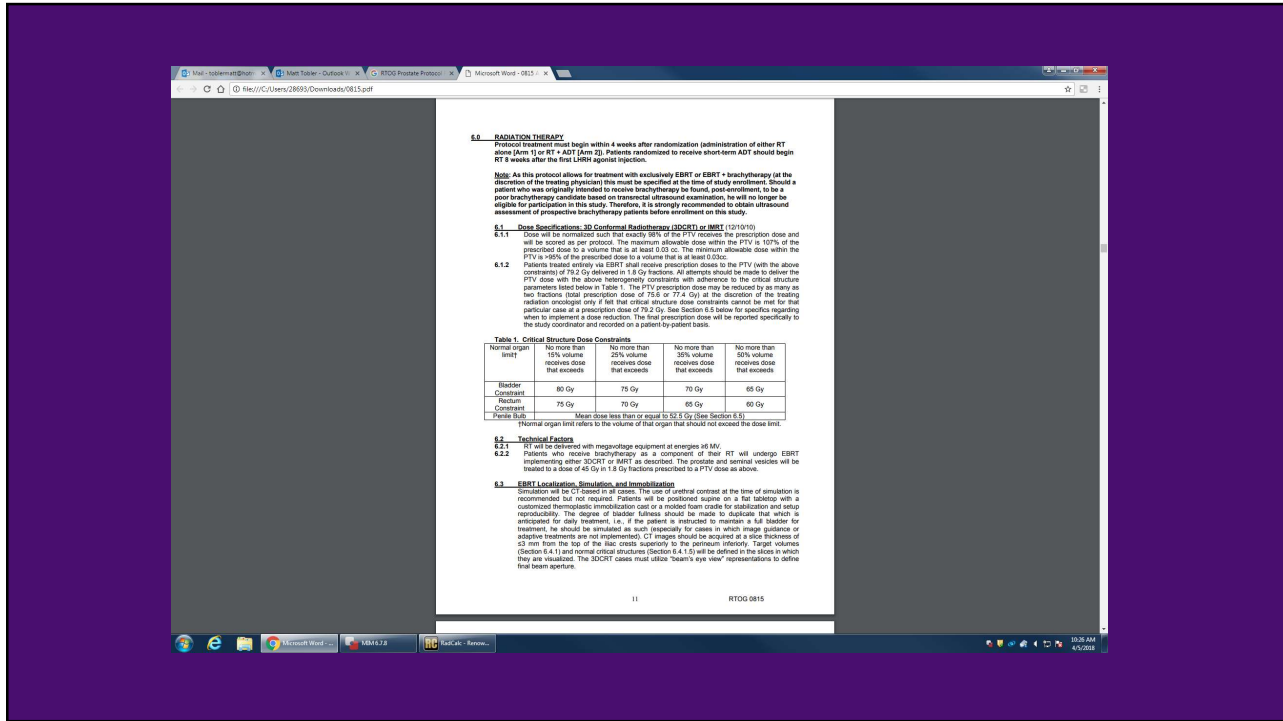 Mail - toblermatt@hotm
Matt Tobler - Outlook W
RTOG Prostate Protocol
Microsoft Word - 0815 A
file:///C:/Users/28693/Downloads/0815.pdf
6.0 RADIATION THERAPY
Protocol treatment must begin within 4 weeks after randomization (administration of either RT
alone [Arm 1] or RT + ADT [Arm 2]). Patients randomized to receive short-term ADT should begin
RT 8 weeks after the first LHRH agonist injection.
Note: As this protocol allows for treatment with exclusively EBRT or EBRT + brachytherapy (at the
discretion of the treating physician) this must be specified at the time of study enrollment. Should a
patient who was originally intended to receive brachytherapy be found, post-enrollment, to be a
poor brachytherapy candidate based on transrectal ultrasound examination, he will no longer be
eligible for participation in this study. Therefore, it is strongly recommended to obtain ultrasound
assessment of prospective brachytherapy patients before enrollment on this study.
6.1 Dose Specifications: 3D Conformal Radiotherapy (3DCRT) or IMRT (12/10/10)
6.1.1 Dose will be normalized such that exactly 98% of the PTV receives the prescription dose and
will be scored as per protocol. The maximum allowable dose within the PTV is 107% of the
prescribed dose to a volume that is at least 0.03 cc. The minimum allowable dose within the
PTV is >95% of the prescribed dose to a volume that is at least 0.03cc.
6.1.2 Patients treated entirely via EBRT shall receive prescription doses to the PTV (with the above
constraints) of 79.2 Gy delivered in 1.8 Gy fractions. All attempts should be made to deliver the
PTV dose with the above heterogeneity constraints with adherence to the critical structure
parameters listed below in Table 1. The PTV prescription dose may be reduced by as many as
two fractions (total prescription dose of 75.6 or 77.4 Gy) at the discretion of the treating
radiation oncologist only if felt that critical structure dose constraints cannot be met for that
particular case at a prescription dose of 79.2 Gy. See Section 6.5 below for specifics regarding
when to implement a dose reduction. The final prescription dose will be reported specifically to
the study coordinator and recorded on a patient-by-patient basis.
Table 1. Critical Structure Dose Constraints
Normal organ limit† No more than 15% volume receives dose that exceeds No more than 25% volume receives dose that exceeds No more than 35% volume receives dose that exceeds No more than 50% volume receives dose that exceeds
Bladder Constraint 80 Gy 75 Gy 70 Gy 65 Gy
Rectum Constraint 75 Gy 70 Gy 65 Gy 60 Gy
Penile Bulb Mean dose less than or equal to 52.5 Gy (See Section 6.5)
†Normal organ limit refers to the volume of that organ that should not exceed the dose limit.
6.2 Technical Factors
6.2.1 RT will be delivered with megavoltage equipment at energies ≥6 MV.
6.2.2 Patients who receive brachytherapy as a component of their RT will undergo EBRT
implementing either 3DCRT or IMRT as described. The prostate and seminal vesicles will be
treated to a dose of 45 Gy in 1.8 Gy fractions prescribed to a PTV dose as above.
6.3 EBRT Localization, Simulation, and Immobilization
Simulation will be CT-based in all cases. The use of urethral contrast at the time of simulation is
recommended but not required. Patients will be positioned supine on a flat tabletop with a
customized thermoplastic immobilization cast or a molded foam cradle for stabilization and setup
reproducibility. The degree of bladder fullness should be made to duplicate that which is
anticipated for daily treatment, i.e., if the patient is instructed to maintain a full bladder for
treatment, he should be simulated as such (especially for cases in which image guidance or
adaptive treatments are not implemented). CT images should be acquired at a slice thickness of
≤3 mm from the top of the iliac crests superiorly to the perineum inferiorly. Target volumes
(Section 6.4.1) and normal critical structures (Section 6.4.1.5) will be defined in the slices in which
they are visualized. The 3DCRT cases must utilize "beam's eye view" representations to define
final beam aperture.
11 RTOG 0815
Microsoft Word - ...
MIM 6.7.8
RC RadCalc - Renow...
10:26 AM
4/5/2018